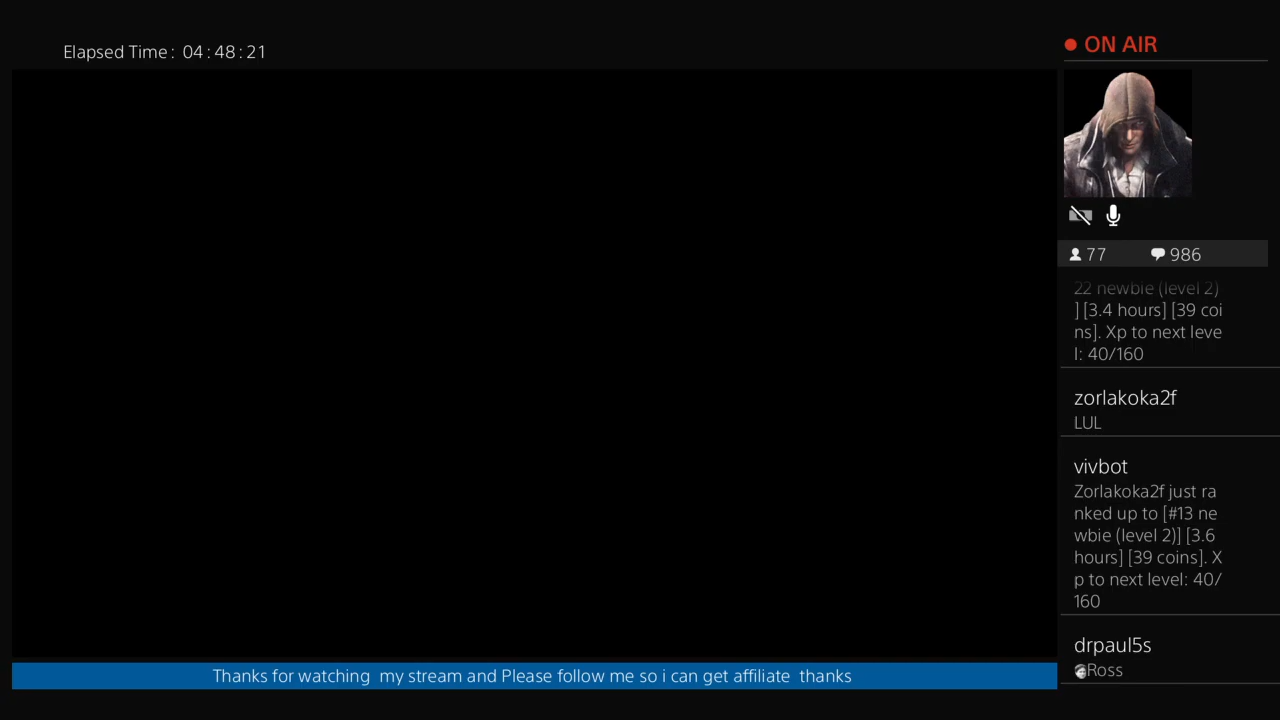 Elapsed Time: 04:48:21
ON AIR
77 986
22 newbie (level 2)
] [3.4 hours] [39 coi
ns]. Xp to next leve
l: 40/160
zorlakoka2f
LUL
vivbot
Zorlakoka2f just ra
nked up to [#13 ne
wbie (level 2)] [3.6
hours] [39 coins]. X
p to next level: 40/
160
drpaul5s
Ross
Thanks for watching  my stream and Please follow me so i can get affiliate  thanks